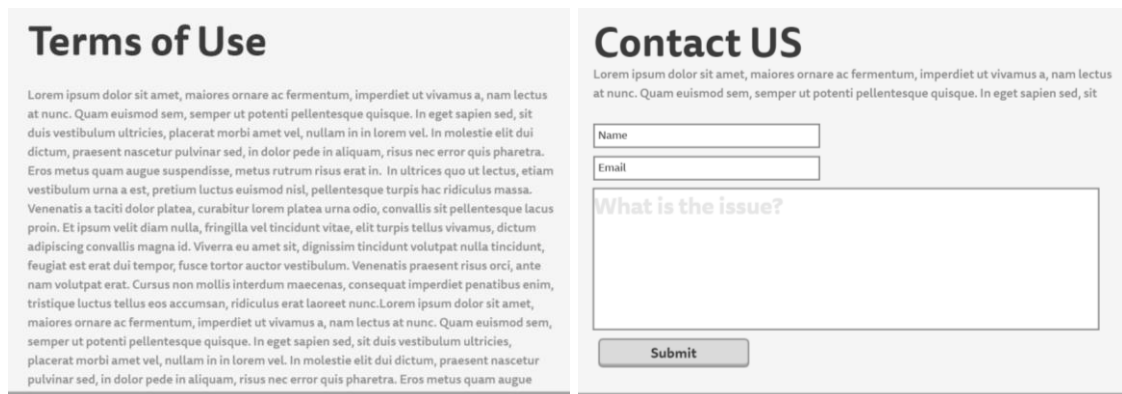 Terms of Use
Lorem ipsum dolor sit amet, maiores ornare ac fermentum, imperdiet ut vivamus a, nam lectus
at nunc. Quam euismod sem, semper ut potenti pellentesque quisque. In eget sapien sed, sit
duis vestibulum ultricies, placerat morbi amet vel, nullam in in lorem vel. In molestie elit dui
dictum, praesent nascetur pulvinar sed, in dolor pede in aliquam, risus nec error quis pharetra.
Eros metus quam augue suspendisse, metus rutrum risus erat in. In ultrices quo ut lectus, etiam
vestibulum urna a est, pretium luctus euismod nisl, pellentesque turpis hac ridiculus massa.
Venenatis a taciti dolor platea, curabitur lorem platea urna odio, convallis sit pellentesque lacus
proin. Et ipsum velit diam nulla, fringilla vel tincidunt vitae, elit turpis tellus vivamus, dictum
adipiscing convallis magna id. Viverra eu amet sit, dignissim tincidunt volutpat nulla tincidunt,
feugiat est erat dui tempor, fusce tortor auctor vestibulum. Venenatis praesent risus orci, ante
nam volutpat erat. Cursus non mollis interdum maecenas, consequat imperdiet penatibus enim,
tristique luctus tellus eos accumsan, ridiculus erat laoreet nunc.Lorem ipsum dolor sit amet,
maiores ornare ac fermentum, imperdiet ut vivamus a, nam lectus at nunc. Quam euismod sem,
semper ut potenti pellentesque quisque. In eget sapien sed, sit duis vestibulum ultricies,
placerat morbi amet vel, nullam in in lorem vel. In molestie elit dui dictum, praesent nascetur
pulvinar sed, in dolor pede in aliquam, risus nec error quis pharetra. Eros metus quam augue
Contact US
Lorem ipsum dolor sit amet, maiores ornare ac fermentum, imperdiet ut vivamus a, nam lectus
at nunc. Quam euismod sem, semper ut potenti pellentesque quisque. In eget sapien sed, sit
Name
Email
What is the issue?
Submit